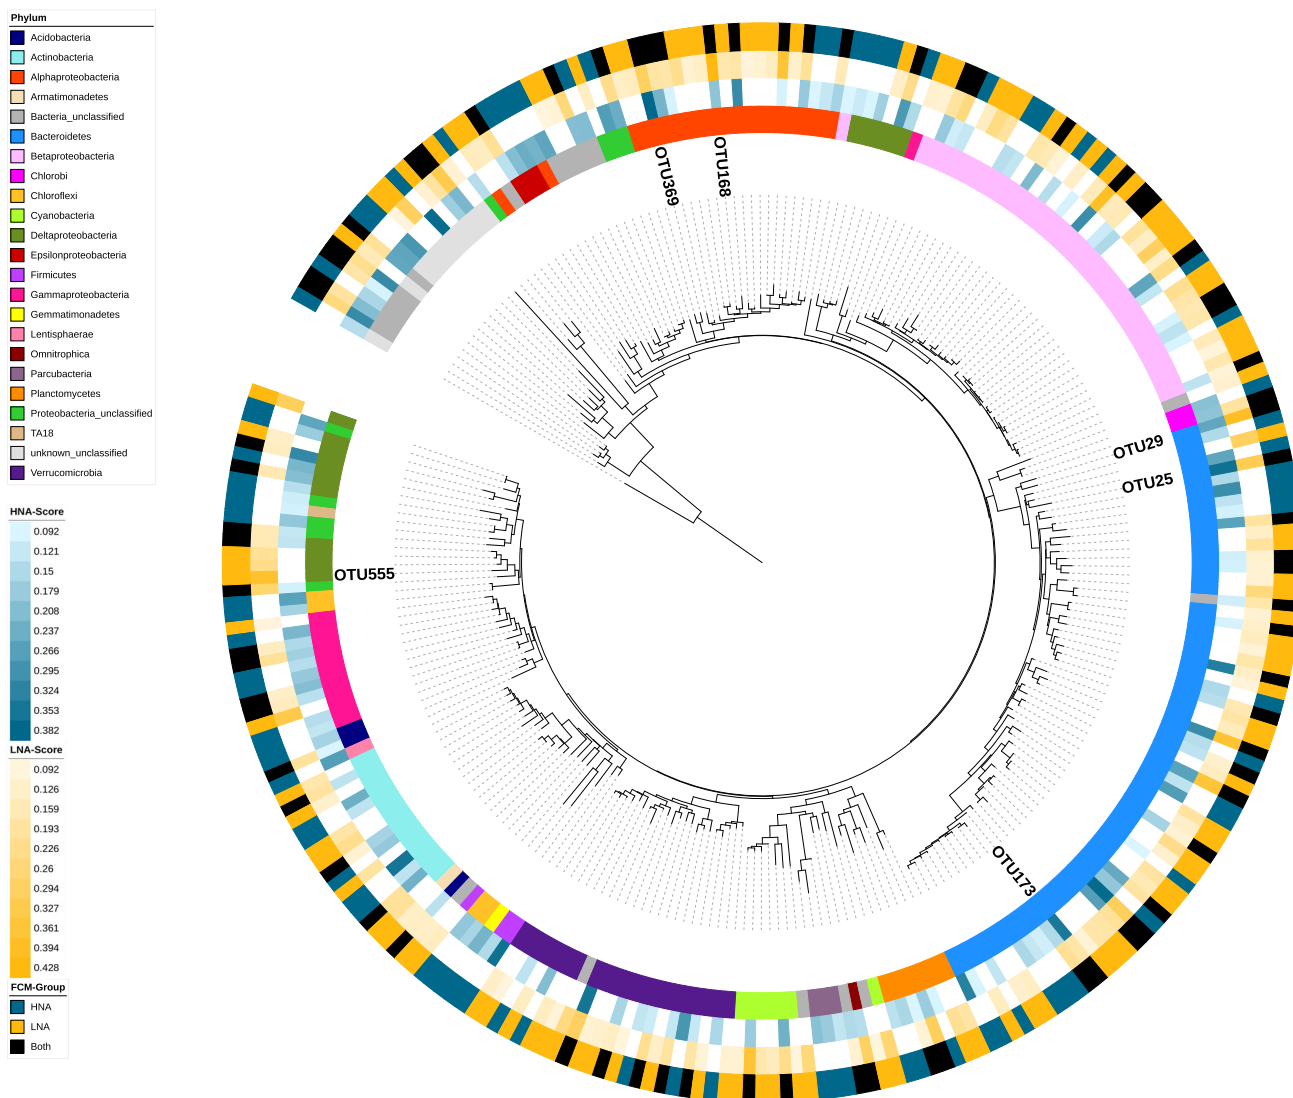 Phylum
Acidobacteria
Actinobacteria
Alphaproteobacteria
Armatimonadetes
Bacteria_unclassified
Bacteroidetes
Betaproteobacteria
Chlorobi
Chloroflexi
Cyanobacteria
Deltaproteobacteria
Epsilonproteobacteria
Firmicutes
Gammaproteobacteria
Gemmatimonadetes
Lentisphaerae
Omnitrophica
Parcubacteria
Planctomycetes
Proteobacteria_unclassified
TA18
unknown_unclassified
Verrucomicrobia
HNA-Score
0.092
0.121
0.15
0.179
0.208
0.237
0.266
0.295
0.324
0.353
0.382
LNA-Score
0.092
0.126
0.159
0.193
0.226
0.26
0.294
0.327
0.361
0.394
0.428
FCM-Group
HNA
LNA
Both
OTU369
OTU168
OTU29
OTU25
OTU555
OTU173